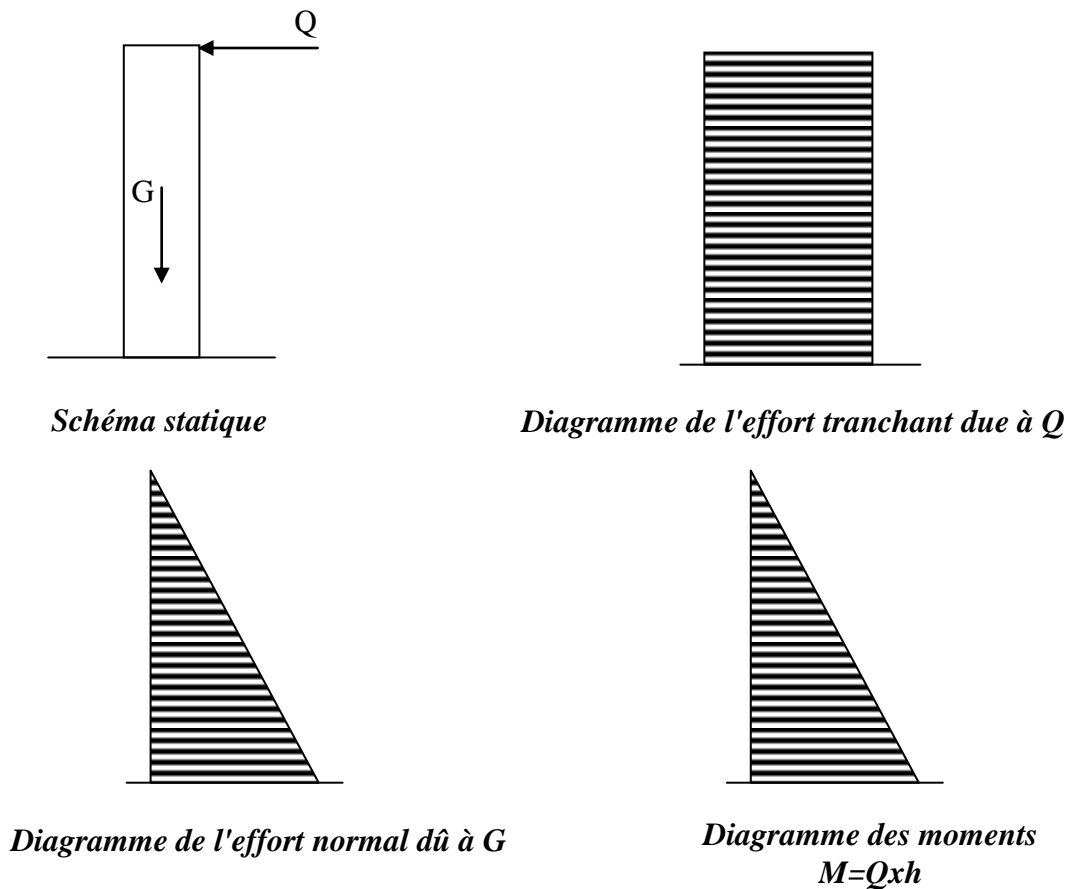 Q
G
Schéma statique
Diagramme de l'effort tranchant due à Q
Diagramme de l'effort normal dû à G
Diagramme des moments
M=Qxh